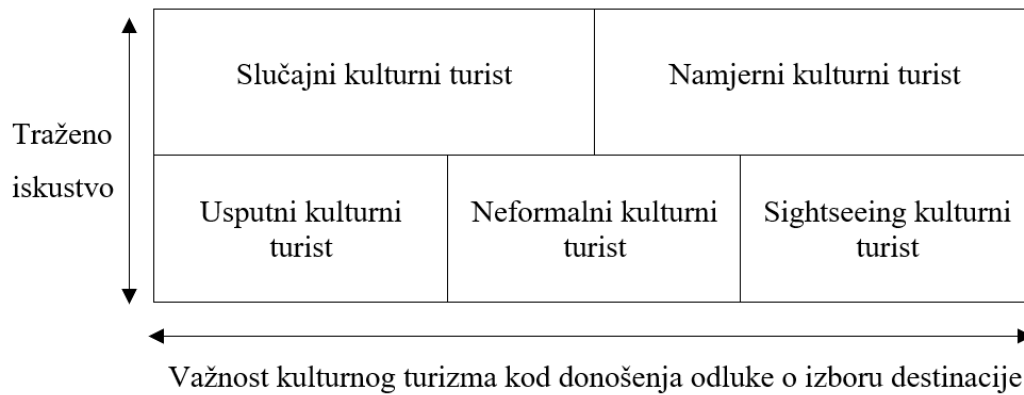 Slučajni kulturni turist
Namjerni kulturni turist
Traženo
iskustvo
Usputni kulturni
turist
Neformalni kulturni
turist
Sightseeing kulturni
turist
Važnost kulturnog turizma kod donošenja odluke o izboru destinacije